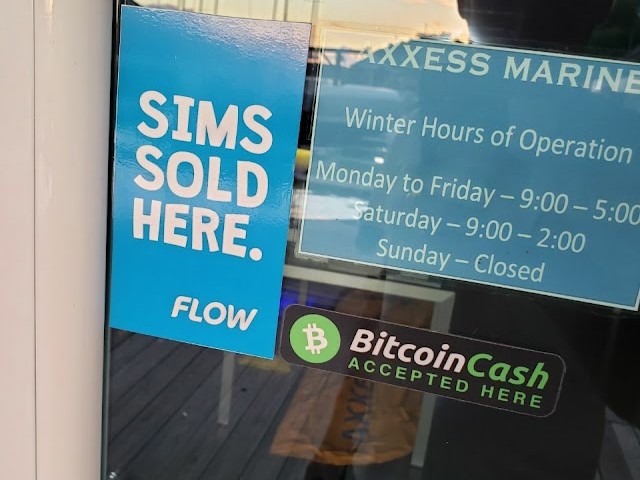 SIMS
SOLD
HERE.
FLOW
AXXESS MARINE
Winter Hours of Operation
Monday to Friday – 9:00 – 5:00
Saturday – 9:00 – 2:00
Sunday – Closed
BitcoinCash
ACCEPTED HERE